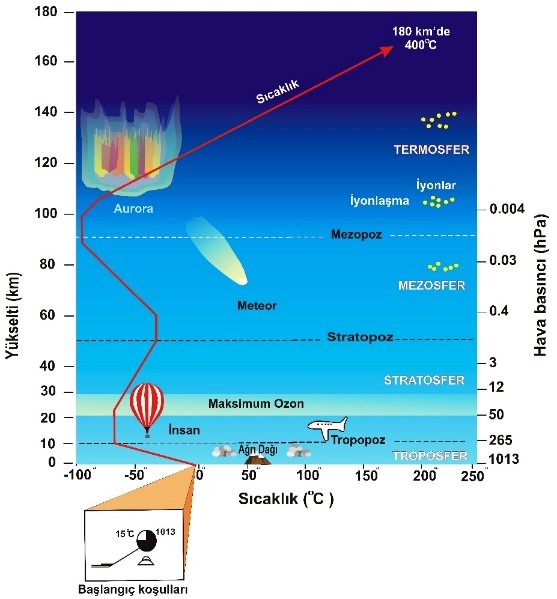 180
160
140
120
100
80
60
40
30
20
10
0
Yükselti (km)
180 km'de
400°C
Sıcaklık
TERMOSFER
Aurora
İyonlar
İyonlaşma
Mezopoz
MEZOSFER
Meteor
Stratopoz
STRATOSFER
Maksimum Ozon
İnsan
Tropopoz
Ağrı Dağı
TROPOSFER
0.004
0.03
0.4
3
12
50
265
1013
Hava basıncı (hPa)
-100° -50° 0° 50° 100° 150° 200° 250°
Sıcaklık (°C)
15°C 1013
Başlangıç koşulları